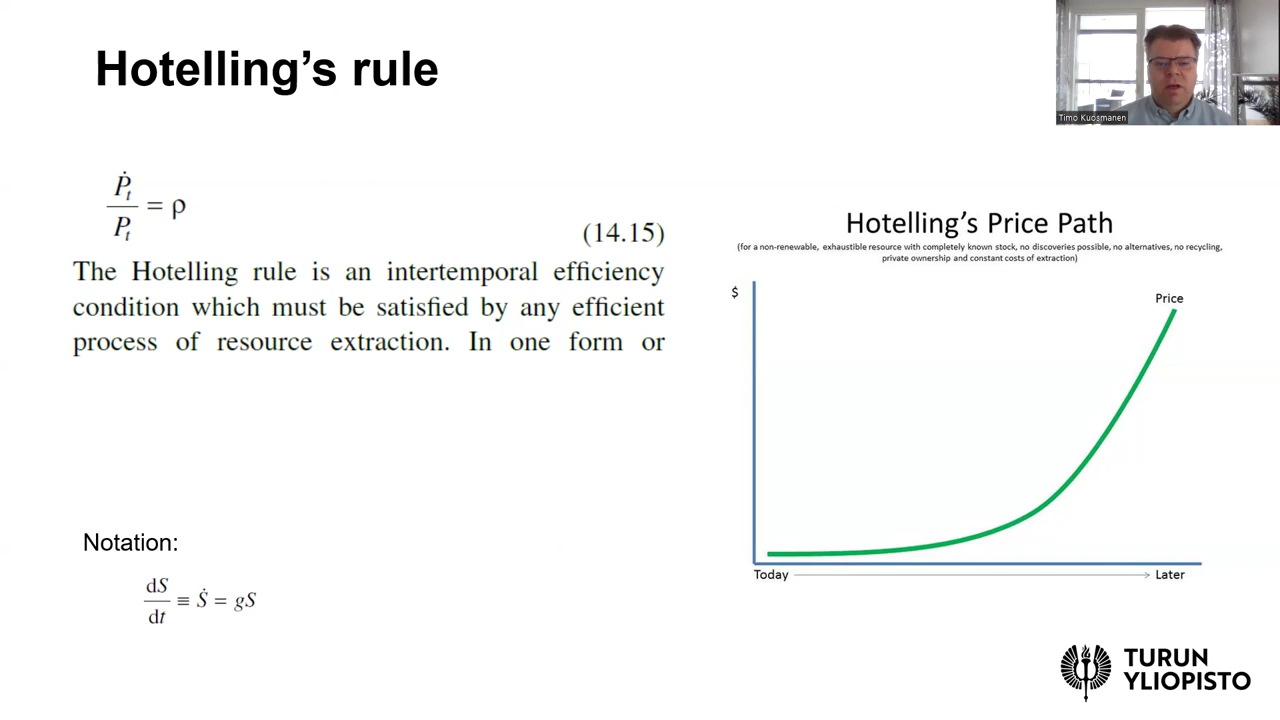 Hotelling's rule
Timo Kuosmanen
Ṗt
Pt
= ρ
(14.15)
The Hotelling rule is an intertemporal efficiency
condition which must be satisfied by any efficient
process of resource extraction. In one form or
Hotelling's Price Path
(for a non-renewable, exhaustible resource with completely known stock, no discoveries possible, no alternatives, no recycling,
private ownership and constant costs of extraction)
$
Price
Today
Later
Notation:
dS
dt
≡ Ṡ = gS
TURUN
YLIOPISTO